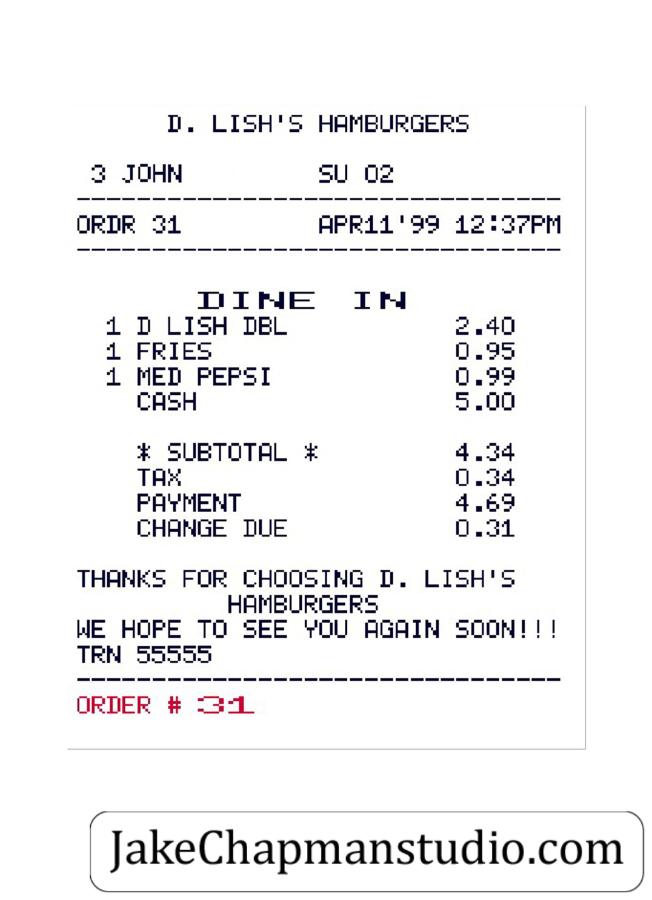 D. LISH'S HAMBURGERS
3 JOHN SU 02
ORDR 31 APR11'99 12:37PM
DINE IN
1 D LISH DBL 2.40
1 FRIES 0.95
1 MED PEPSI 0.99
CASH 5.00
* SUBTOTAL * 4.34
TAX 0.34
PAYMENT 4.69
CHANGE DUE 0.31
THANKS FOR CHOOSING D. LISH'S
HAMBURGERS
WE HOPE TO SEE YOU AGAIN SOON!!!
TRN 55555
ORDER # 31
JakeChapmanstudio.com